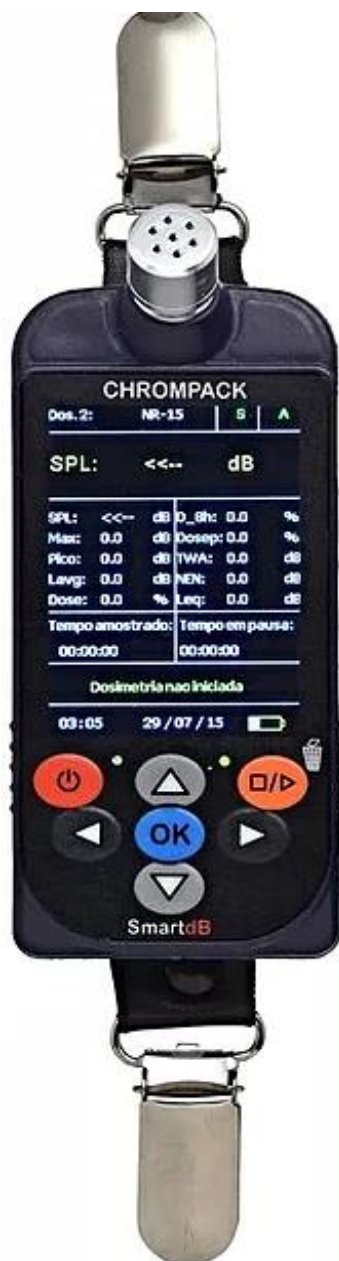 CHROMPACK
Dos. 2: NR-15 S A
SPL: <<-- dB
SPL: <<-- dB D_8h: 0.0 %
Max: 0.0 dB Dosep: 0.0 %
Pico: 0.0 dB TWA: 0.0 dB
Lavg: 0.0 dB NEN: 0.0 dB
Dose: 0.0 % Leq: 0.0 dB
Tempo amostrado: Tempo em pausa:
00:00:00 00:00:00
Dosimetria nao iniciada
03:05 29/07/15
OK
SmartdB